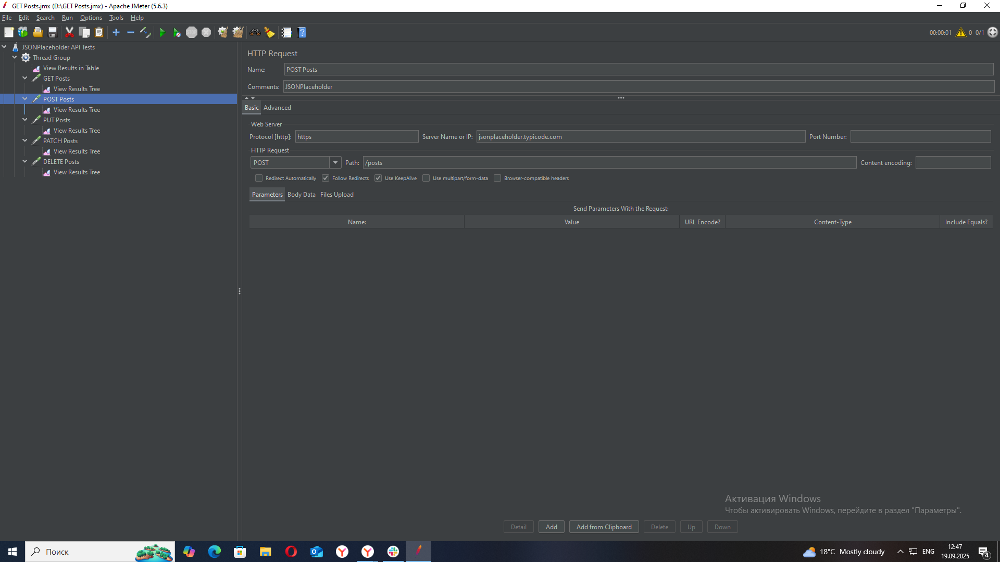 GET Posts.jmx (D:\GET Posts.jmx) - Apache JMeter (5.6.3)
File Edit Search Run Options Tools Help
STOP
00:00:01 0 0/1
JSONPlaceholder API Tests
Thread Group
View Results in Table
GET Posts
View Results Tree
POST Posts
View Results Tree
PUT Posts
View Results Tree
PATCH Posts
View Results Tree
DELETE Posts
View Results Tree
HTTP Request
Name: POST Posts
Comments: JSONPlaceholder
Basic Advanced
Web Server
Protocol [http]: https Server Name or IP: jsonplaceholder.typicode.com Port Number:
HTTP Request
POST Path: /posts Content encoding:
Redirect Automatically Follow Redirects Use KeepAlive Use multipart/form-data Browser-compatible headers
Parameters Body Data Files Upload
Send Parameters With the Request:
Name: Value URL Encode? Content-Type Include Equals?
Активация Windows
Чтобы активировать Windows, перейдите в раздел "Параметры".
Detail Add Add from Clipboard Delete Up Down
Поиск
18°C Mostly cloudy ENG 12:47
19.09.2025
4